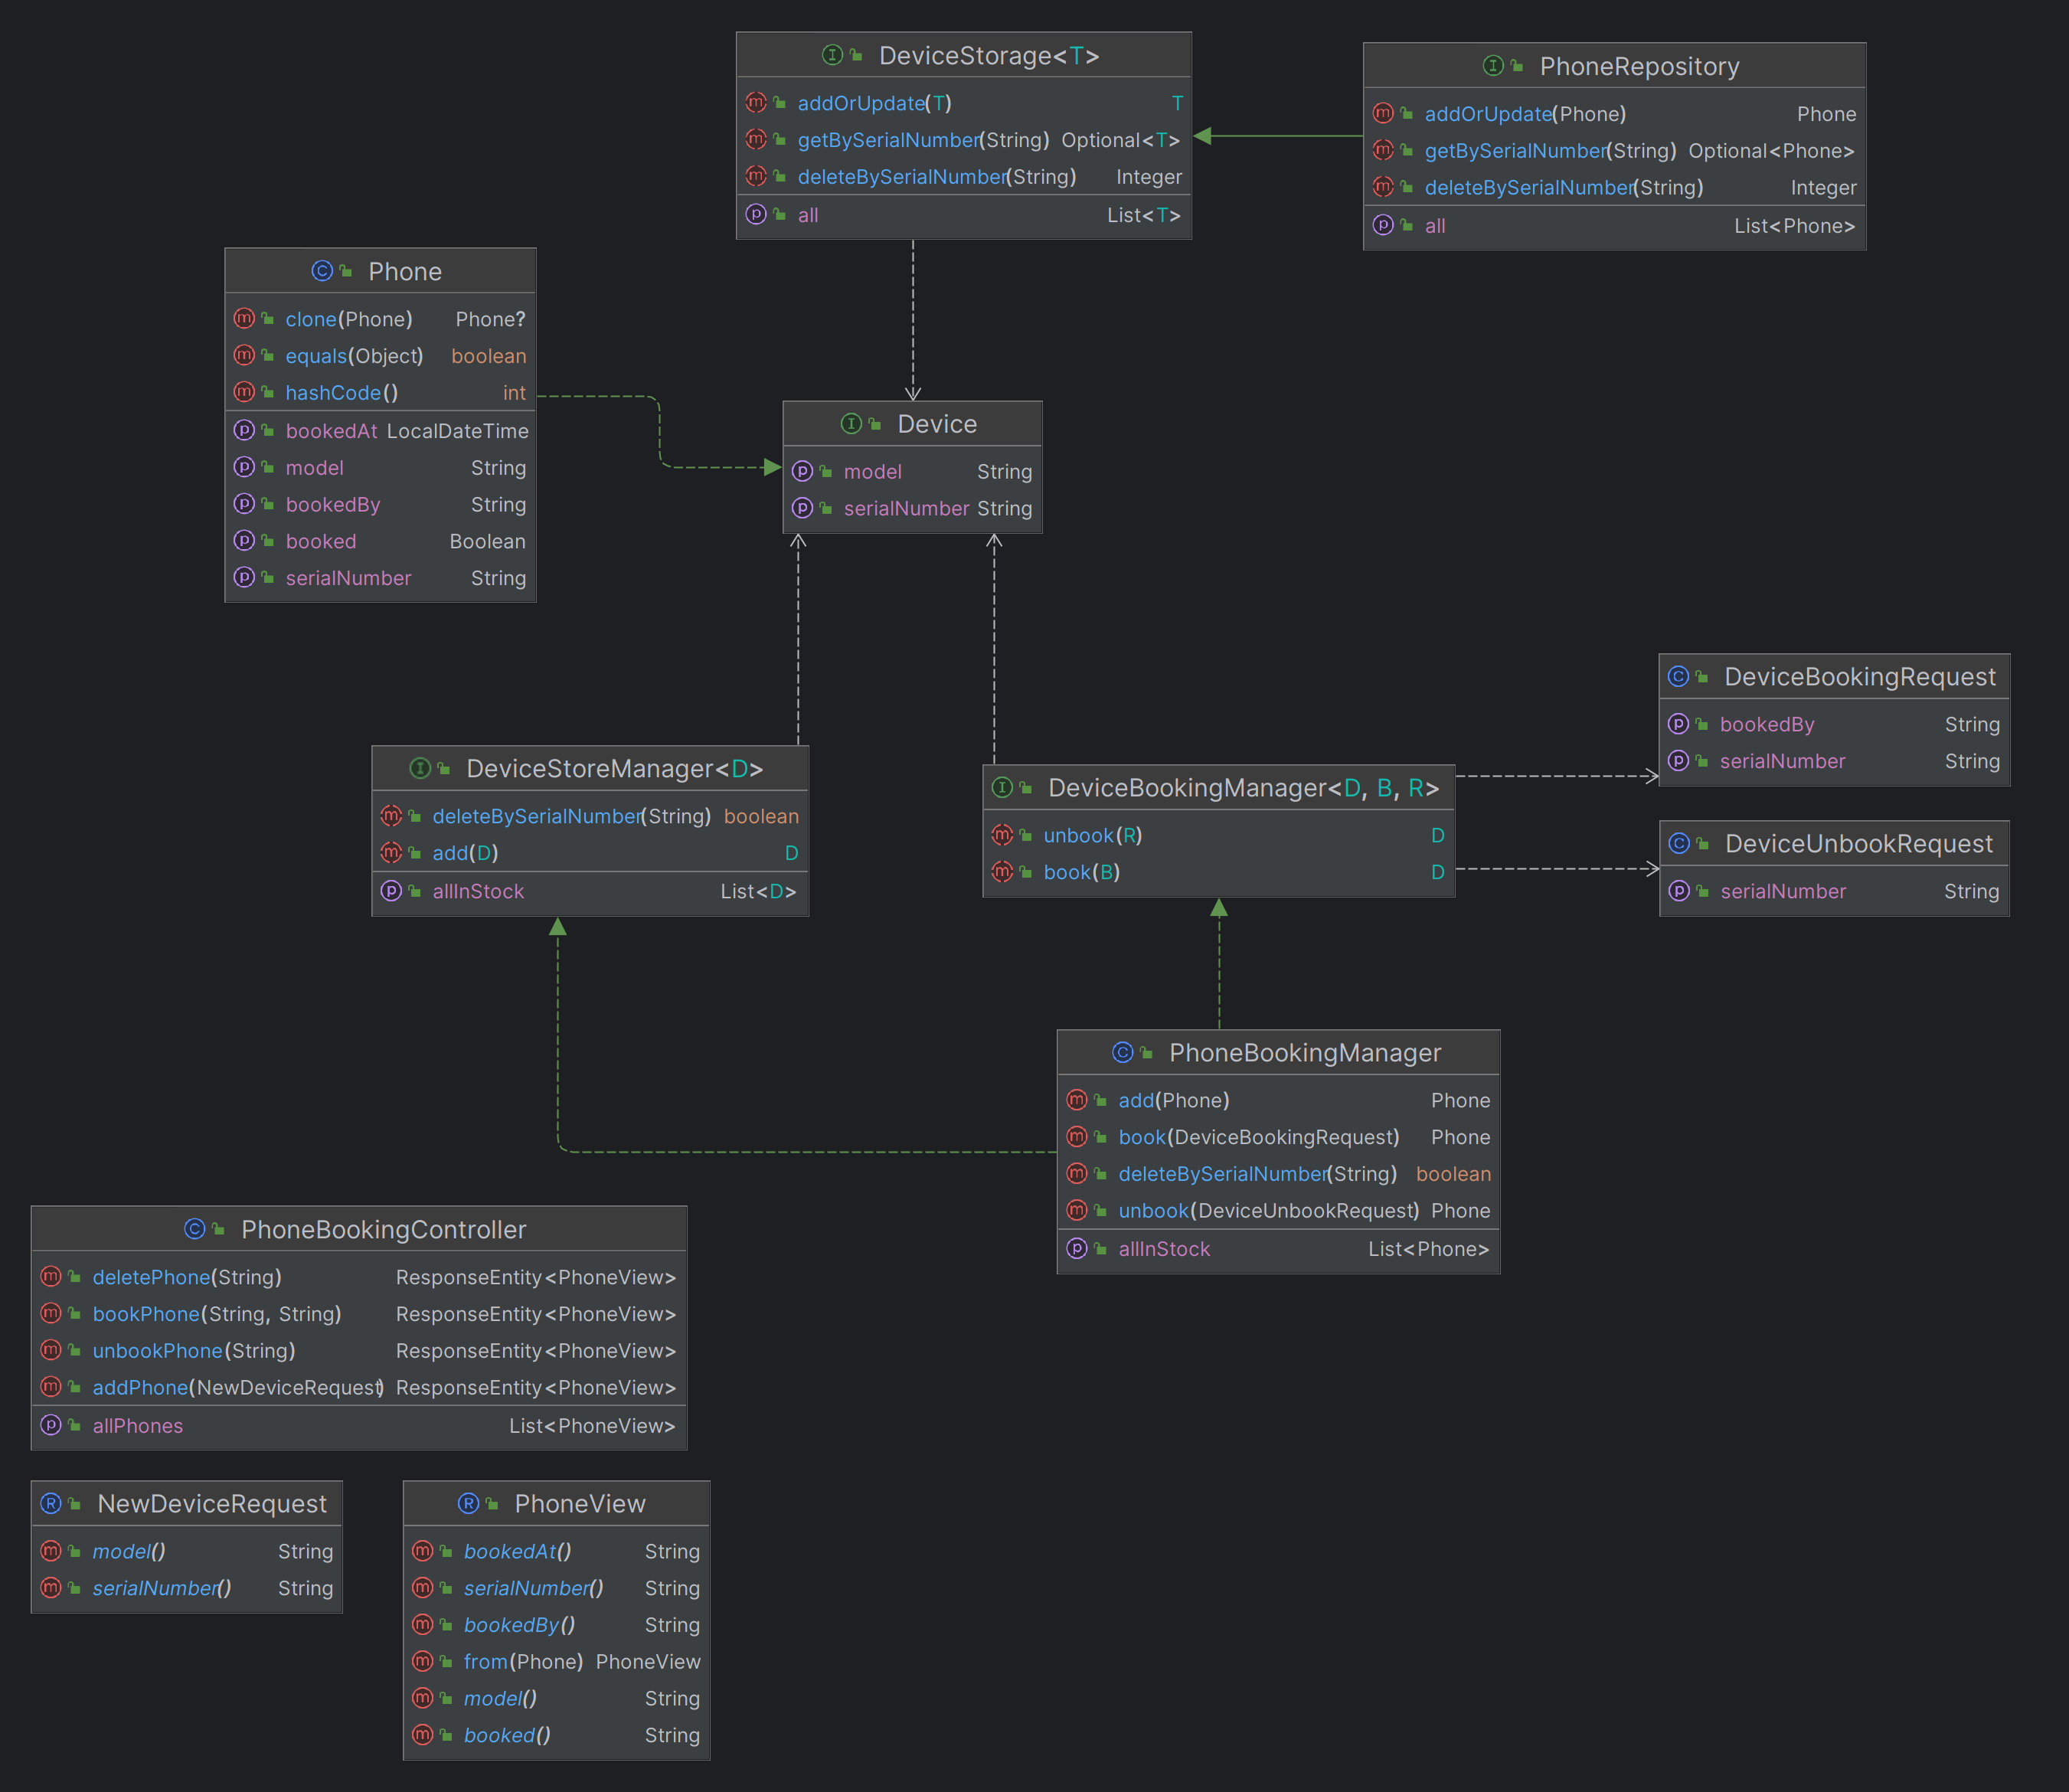 DeviceStorage<T>
addOrUpdate(T) T
getBySerialNumber(String) Optional<T>
deleteBySerialNumber(String) Integer
all List<T>
PhoneRepository
addOrUpdate(Phone) Phone
getBySerialNumber(String) Optional<Phone>
deleteBySerialNumber(String) Integer
all List<Phone>
Phone
clone(Phone) Phone?
equals(Object) boolean
hashCode() int
bookedAt LocalDateTime
model String
bookedBy String
booked Boolean
serialNumber String
Device
model String
serialNumber String
DeviceBookingRequest
bookedBy String
serialNumber String
DeviceStoreManager<D>
deleteBySerialNumber(String) boolean
add(D) D
allInStock List<D>
DeviceBookingManager<D, B, R>
unbook(R) D
book(B) D
DeviceUnbookRequest
serialNumber String
PhoneBookingManager
add(Phone) Phone
book(DeviceBookingRequest) Phone
deleteBySerialNumber(String) boolean
unbook(DeviceUnbookRequest) Phone
allInStock List<Phone>
PhoneBookingController
deletePhone(String) ResponseEntity<PhoneView>
bookPhone(String, String) ResponseEntity<PhoneView>
unbookPhone(String) ResponseEntity<PhoneView>
addPhone(NewDeviceRequest) ResponseEntity<PhoneView>
allPhones List<PhoneView>
NewDeviceRequest
model() String
serialNumber() String
PhoneView
bookedAt() String
serialNumber() String
bookedBy() String
from(Phone) PhoneView
model() String
booked() String